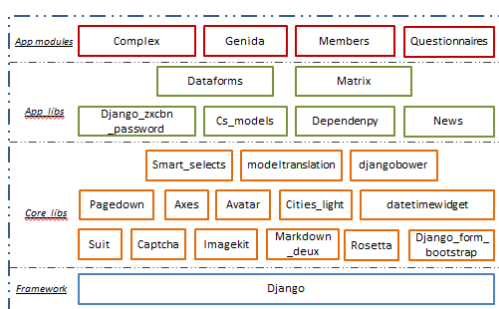 App modules
Complex
Genida
Members
Questionnaires
App libs
Dataforms
Matrix
Django_zxcbn
_password
Cs_models
Dependenpy
News
Core libs
Smart_selects
modeltranslation
djangobower
Pagedown
Axes
Avatar
Cities_light
datetimewidget
Suit
Captcha
Imagekit
Markdown
_deux
Rosetta
Django_form_
bootstrap
Framework
Django